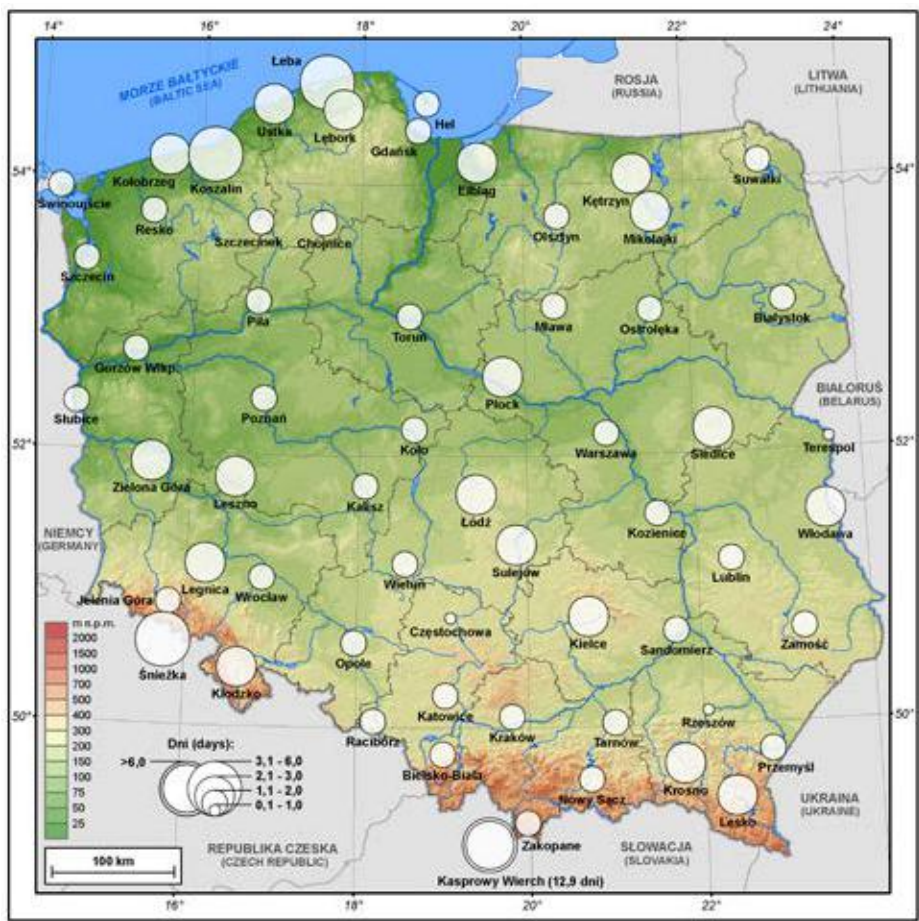 14° 16° 18° 20° 22° 24°
MORZE BAŁTYCKIE
(BALTIC SEA)
ROSJA
(RUSSIA)
LITWA
(LITHUANIA)
Łeba
Ustka
Lębork
Hel
Gdańsk
54°
54°
Kołobrzeg
Koszalin
Elbląg
Kętrzyn
Suwałki
Świnoujście
Resko
Szczecinek
Chojnice
Olsztyn
Mikołajki
Szczecin
Piła
Toruń
Mława
Ostrołęka
Białystok
Gorzów Wlkp.
Płock
BIAŁORUŚ
(BELARUS)
Słubice
Poznań
52°
Koło
Warszawa
Siedlce
Terespol
52°
Zielona Góra
Leszno
Kalisz
Łódź
Kozienice
Włodawa
NIEMCY
(GERMANY)
Sulejów
Lublin
Legnica
Wrocław
Wieluń
Jelenia Góra
Częstochowa
Kielce
Sandomierz
Zamość
Śnieżka
Kłodzko
Opole
50°
50°
Racibórz
Katowice
Kraków
Tarnów
Rzeszów
Bielsko-Biała
Nowy Sącz
Krosno
Przemyśl
Lesko
Zakopane
Kasprowy Wierch (12,9 dni)
UKRAINA
(UKRAINE)
SŁOWACJA
(SLOVAKIA)
REPUBLIKA CZESKA
(CZECH REPUBLIC)
m n.p.m.
2000
1500
1000
700
500
400
300
200
150
100
75
50
25
Dni (days):
>6,0
3,1 - 6,0
2,1 - 3,0
1,1 - 2,0
0,1 - 1,0
100 km
16° 18° 20° 22°